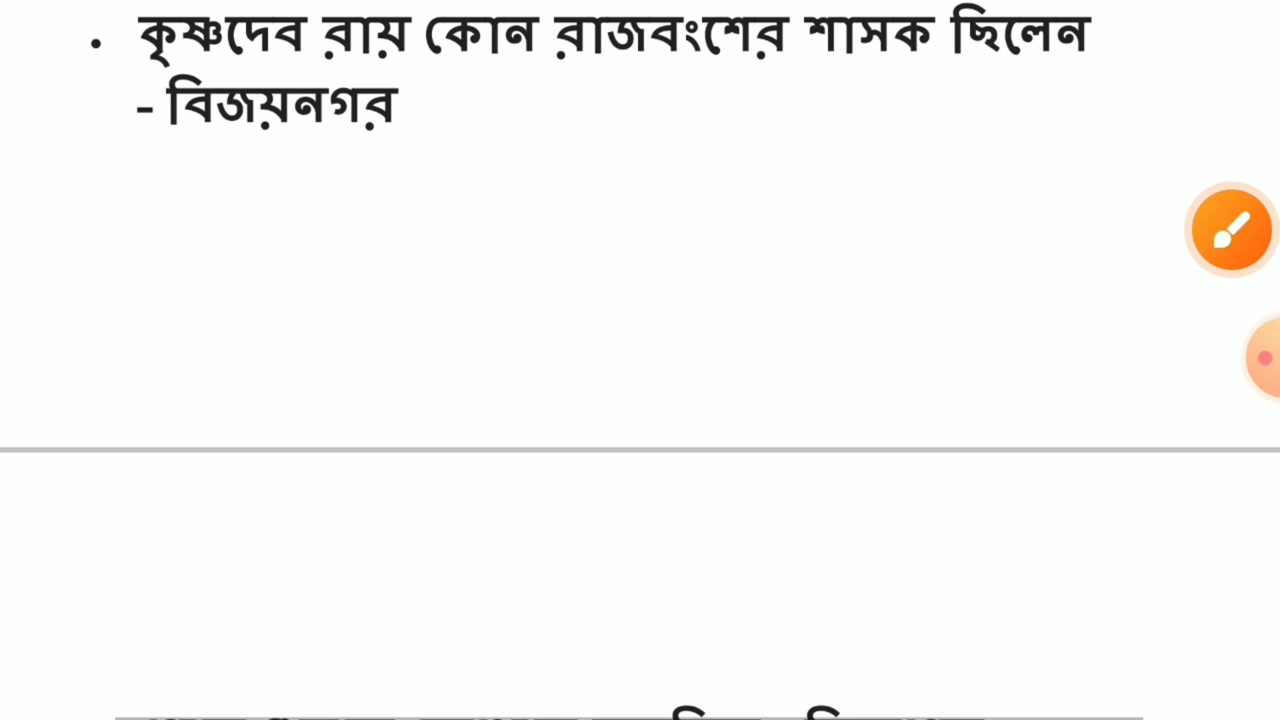 • কৃষ্ণদেব রায় কোন রাজবংশের শাসক ছিলেন
- বিজয়নগর